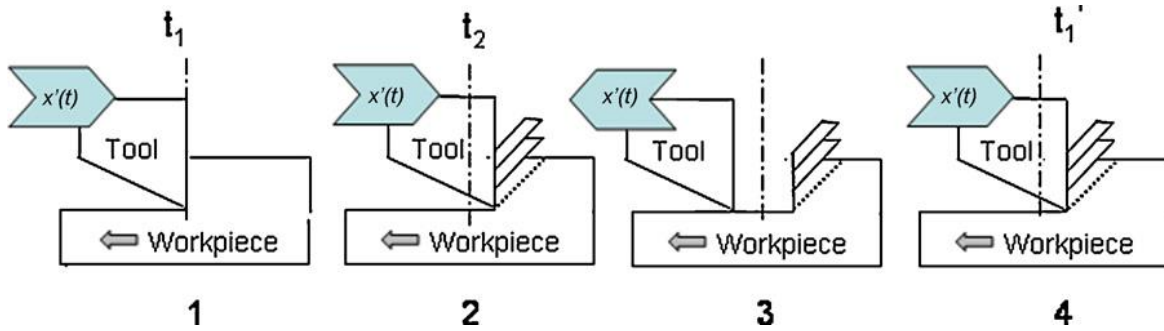 t₁ t₂ t₁'
x'(t) x'(t) x'(t) x'(t)
Tool Tool Tool Tool
Workpiece Workpiece Workpiece Workpiece
1 2 3 4